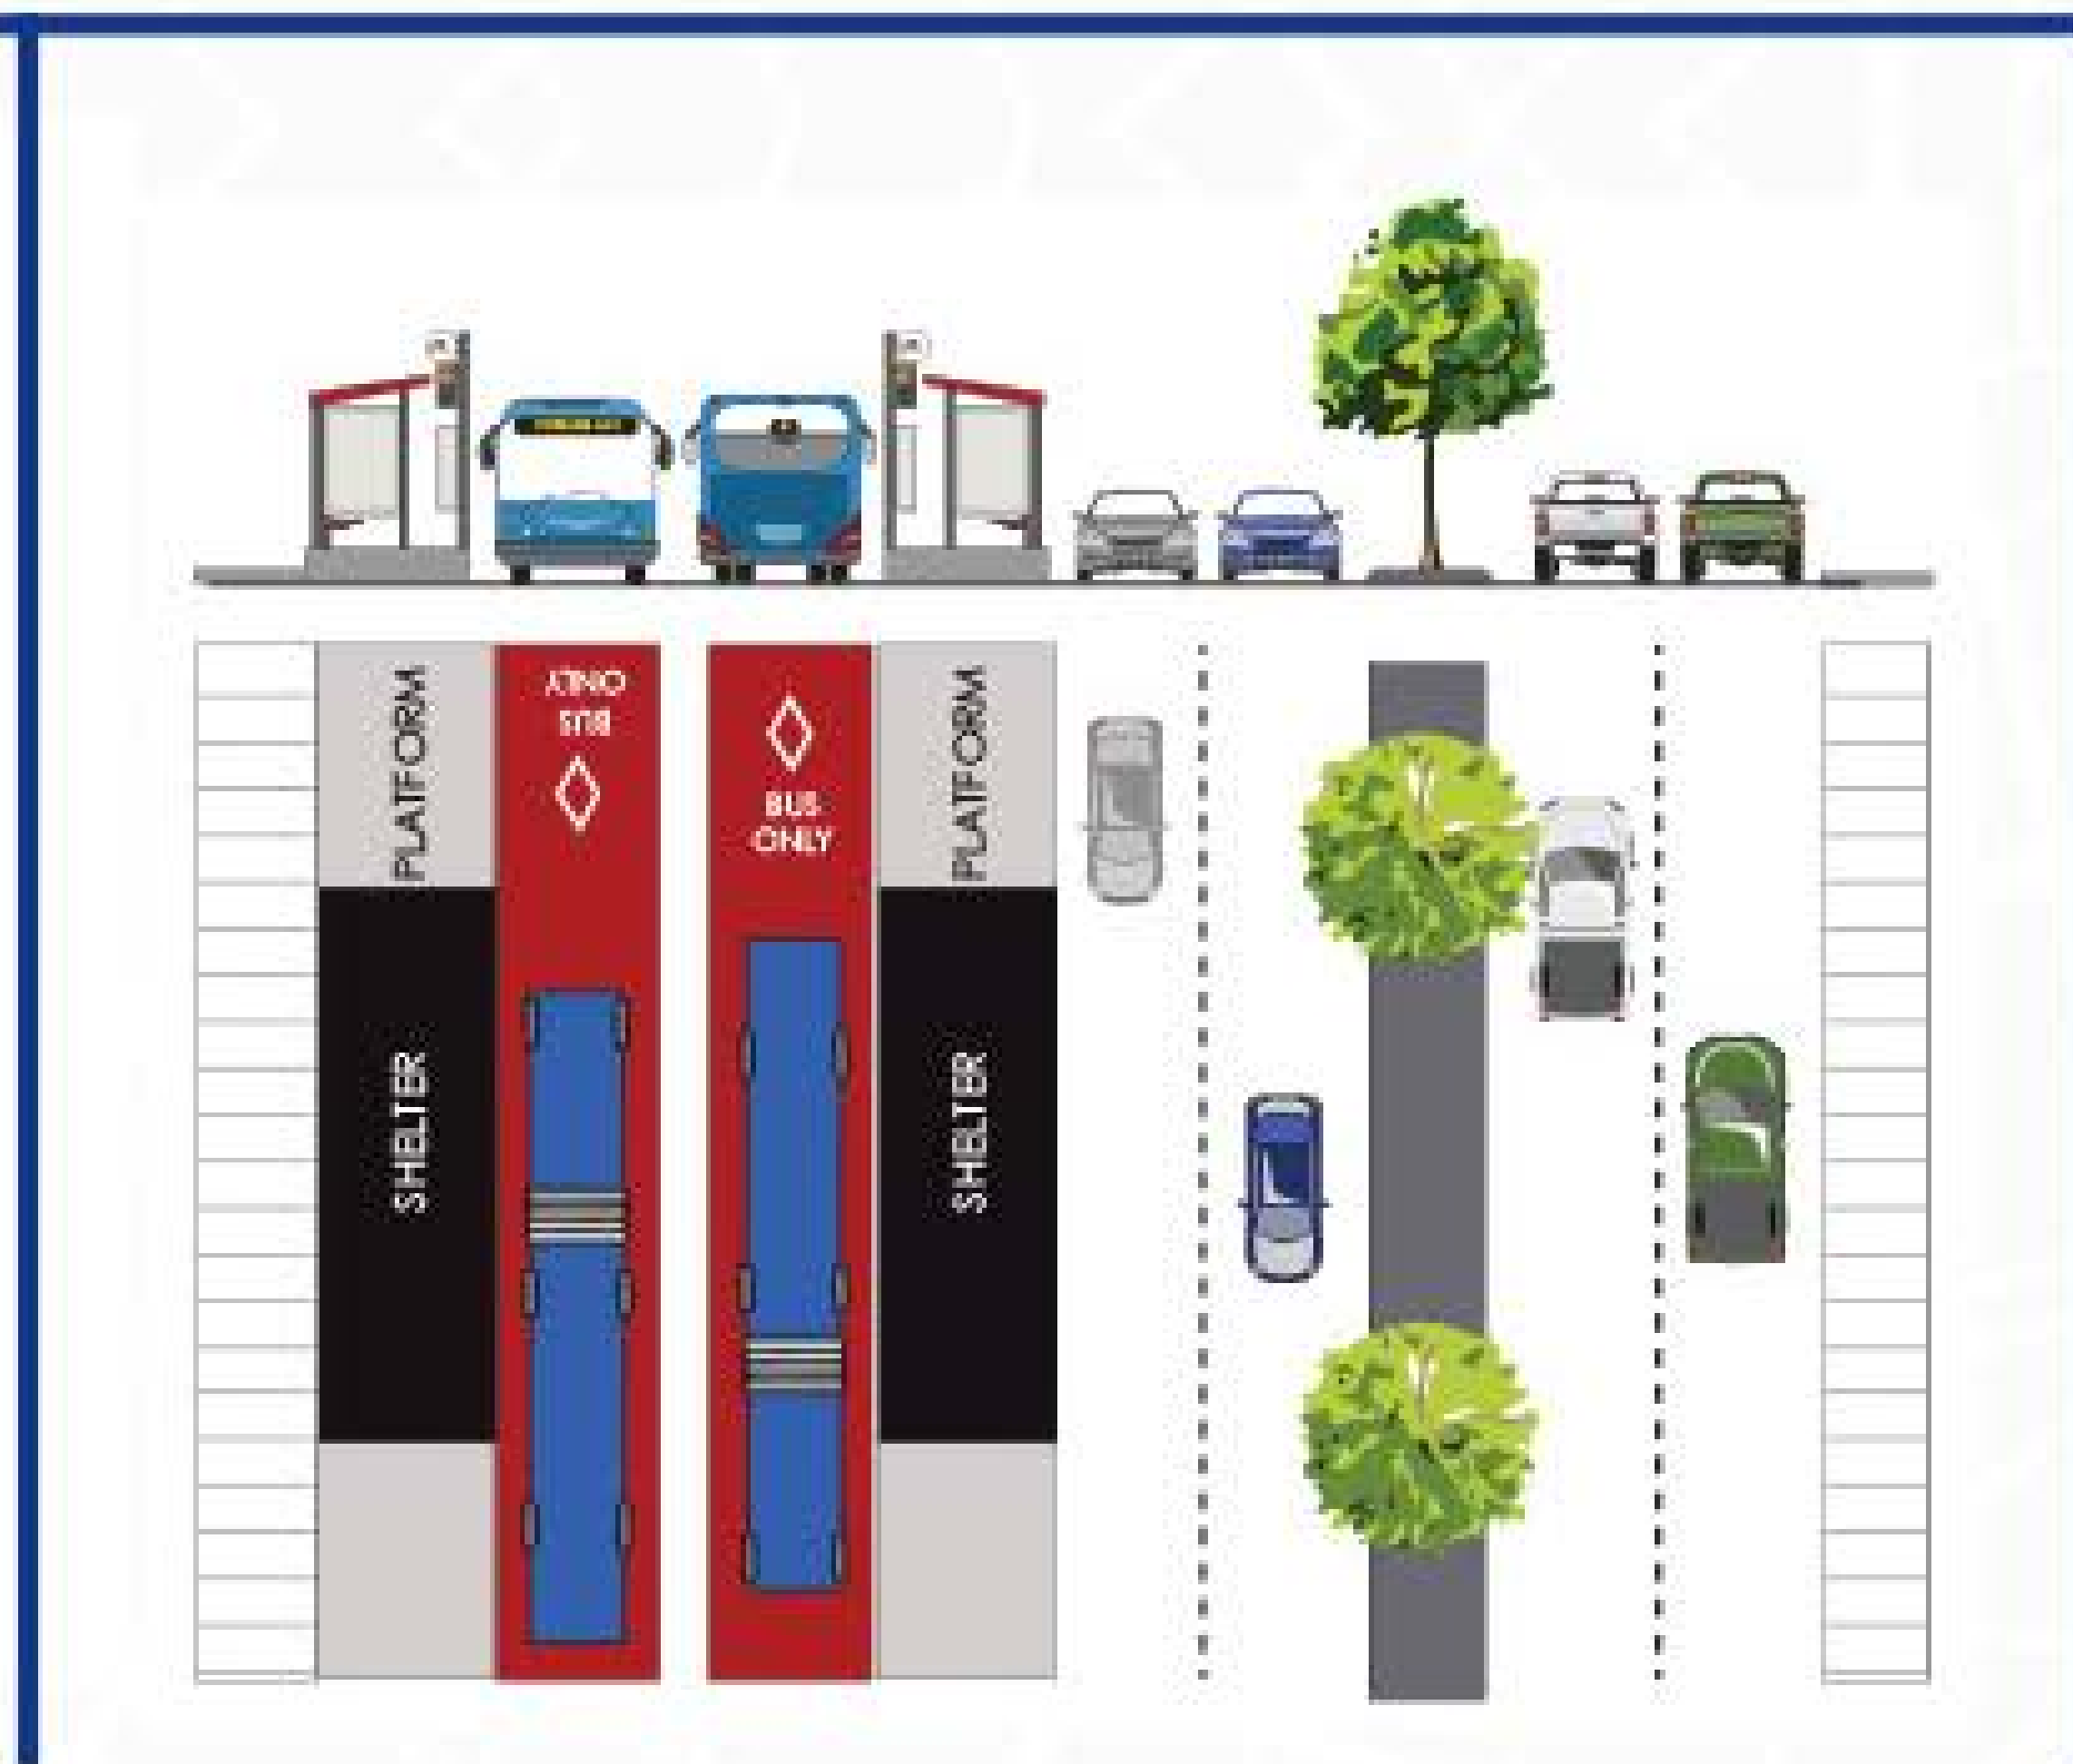 PLATFORM
BUS
ONLY
BUS
ONLY
PLATFORM
SHELTER
SHELTER